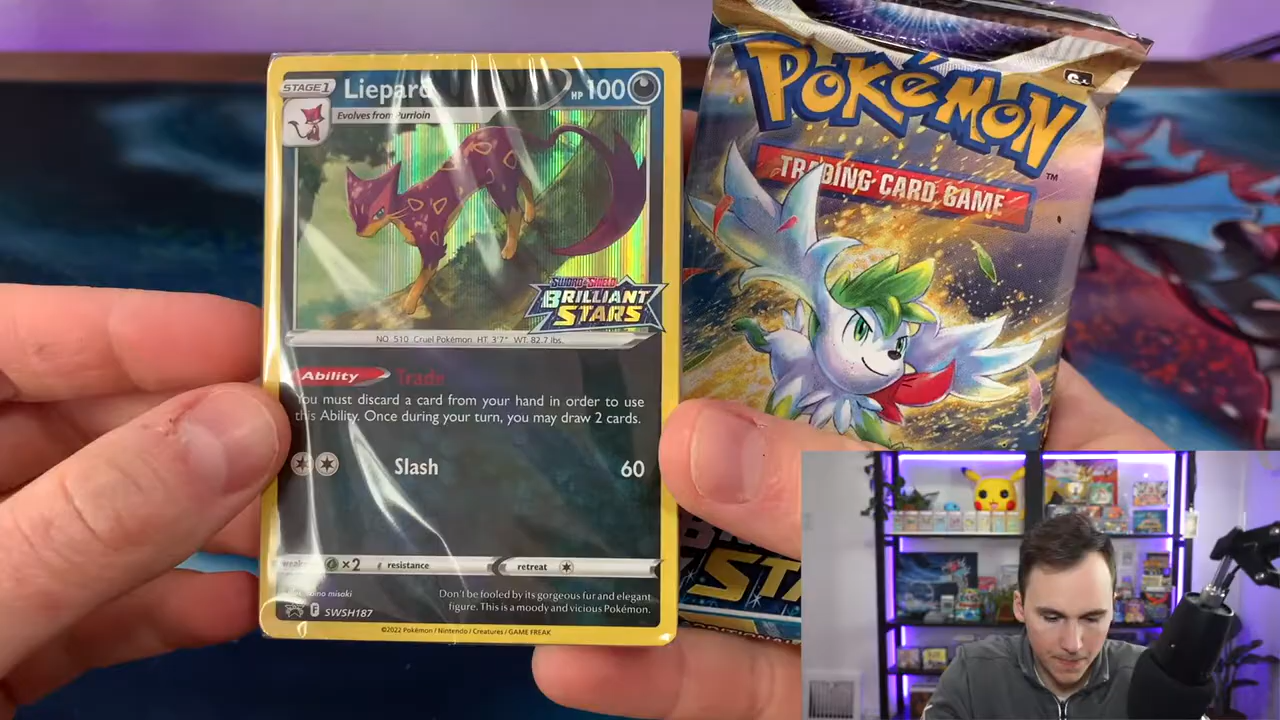 STAGE 1
Liepard
HP 100
Evolves from Purrloin
SWORD & SHIELD
BRILLIANT
STARS
NO. 510 Cruel Pokémon HT: 3'7" WT: 82.7 lbs.
Ability Trade
You must discard a card from your hand in order to use
this Ability. Once during your turn, you may draw 2 cards.
Slash 60
×2 resistance retreat
Don't be fooled by its gorgeous fur and elegant
figure. This is a moody and vicious Pokémon.
F SWSH187
©2022 Pokémon / Nintendo / Creatures / GAME FREAK
POKÉMON
TM
TRADING CARD GAME